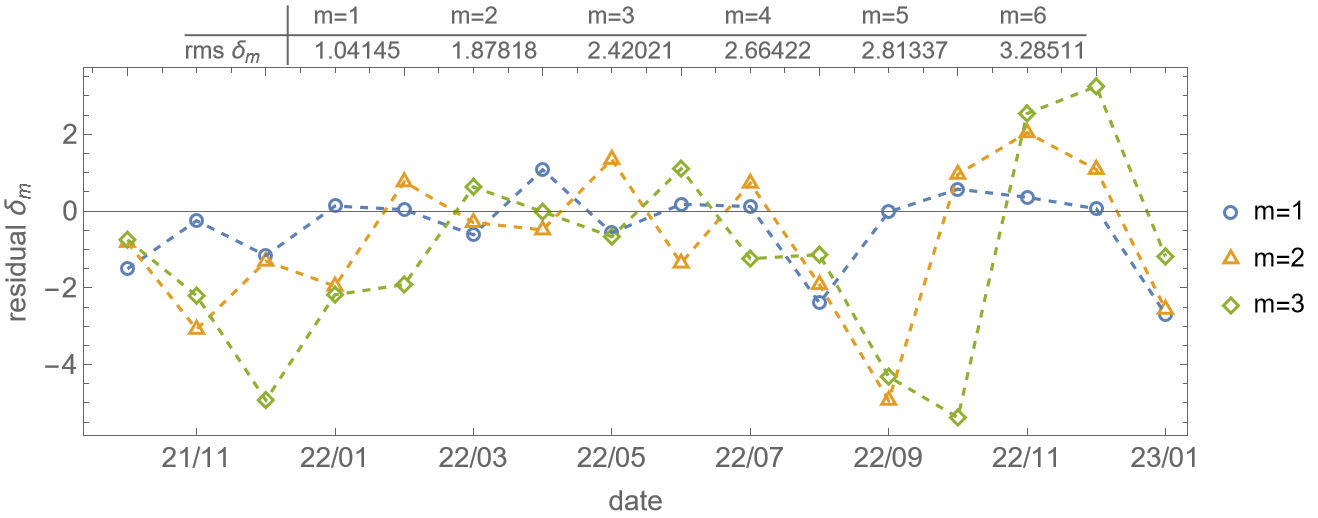 m=1 m=2 m=3 m=4 m=5 m=6
rms δm 1.04145 1.87818 2.42021 2.66422 2.81337 3.28511
residual δm
2
0
−2
−4
21/11 22/01 22/03 22/05 22/07 22/09 22/11 23/01
date
m=1
m=2
m=3